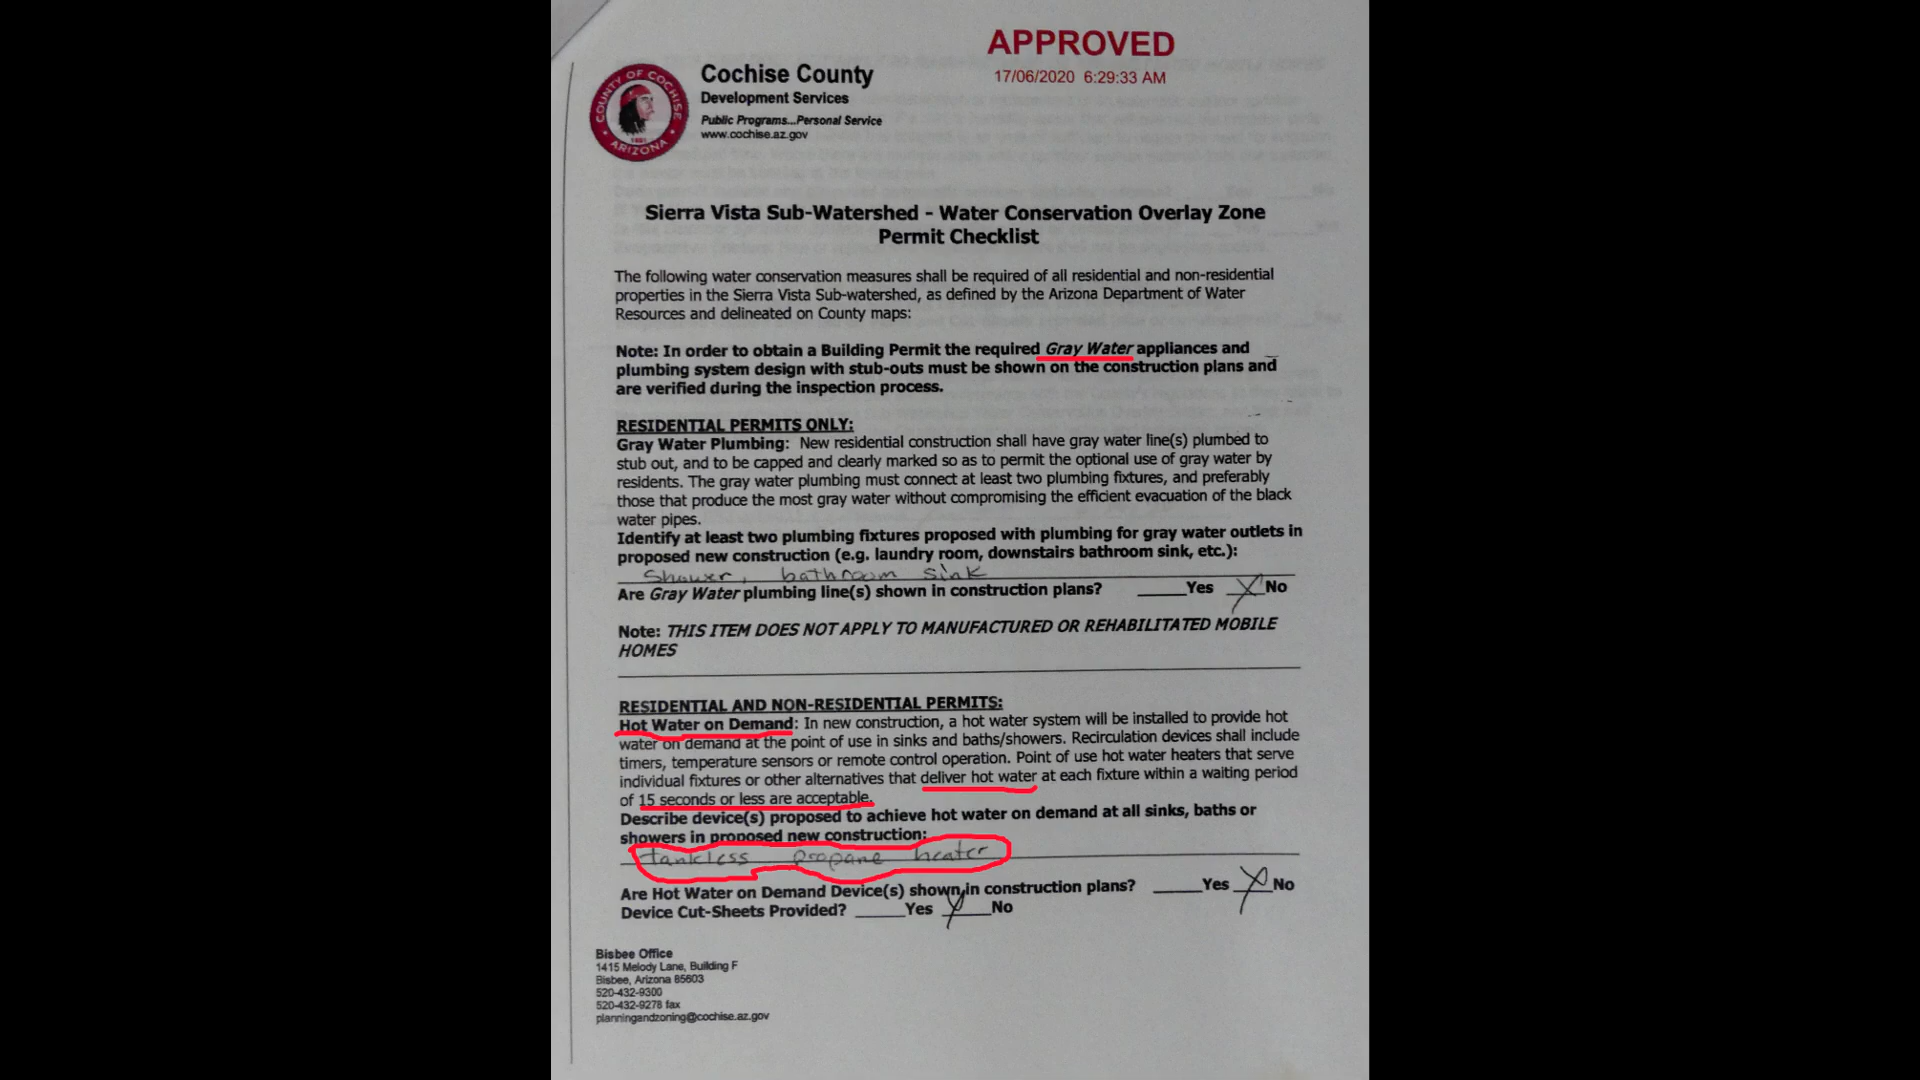 APPROVED
17/06/2020 6:29:33 AM
COUNTY OF COCHISE
1881
ARIZONA
Cochise County
Development Services
Public Programs...Personal Service
www.cochise.az.gov
Sierra Vista Sub-Watershed - Water Conservation Overlay Zone
Permit Checklist
The following water conservation measures shall be required of all residential and non-residential
properties in the Sierra Vista Sub-watershed, as defined by the Arizona Department of Water
Resources and delineated on County maps:
Note: In order to obtain a Building Permit the required Gray Water appliances and
plumbing system design with stub-outs must be shown on the construction plans and
are verified during the inspection process.
RESIDENTIAL PERMITS ONLY:
Gray Water Plumbing: New residential construction shall have gray water line(s) plumbed to
stub out, and to be capped and clearly marked so as to permit the optional use of gray water by
residents. The gray water plumbing must connect at least two plumbing fixtures, and preferably
those that produce the most gray water without compromising the efficient evacuation of the black
water pipes.
Identify at least two plumbing fixtures proposed with plumbing for gray water outlets in
proposed new construction (e.g. laundry room, downstairs bathroom sink, etc.):
Shower, bathroom sink
Are Gray Water plumbing line(s) shown in construction plans? _____Yes __X__No
Note: THIS ITEM DOES NOT APPLY TO MANUFACTURED OR REHABILITATED MOBILE
HOMES
RESIDENTIAL AND NON-RESIDENTIAL PERMITS:
Hot Water on Demand: In new construction, a hot water system will be installed to provide hot
water on demand at the point of use in sinks and baths/showers. Recirculation devices shall include
timers, temperature sensors or remote control operation. Point of use hot water heaters that serve
individual fixtures or other alternatives that deliver hot water at each fixture within a waiting period
of 15 seconds or less are acceptable.
Describe device(s) proposed to achieve hot water on demand at all sinks, baths or
showers in proposed new construction:
tankless propane heater
Are Hot Water on Demand Device(s) shown in construction plans? _____Yes __X__No
Device Cut-Sheets Provided? _____Yes __X__No
Bisbee Office
1415 Melody Lane, Building F
Bisbee, Arizona 85603
520-432-9300
520-432-9278 fax
planningandzoning@cochise.az.gov